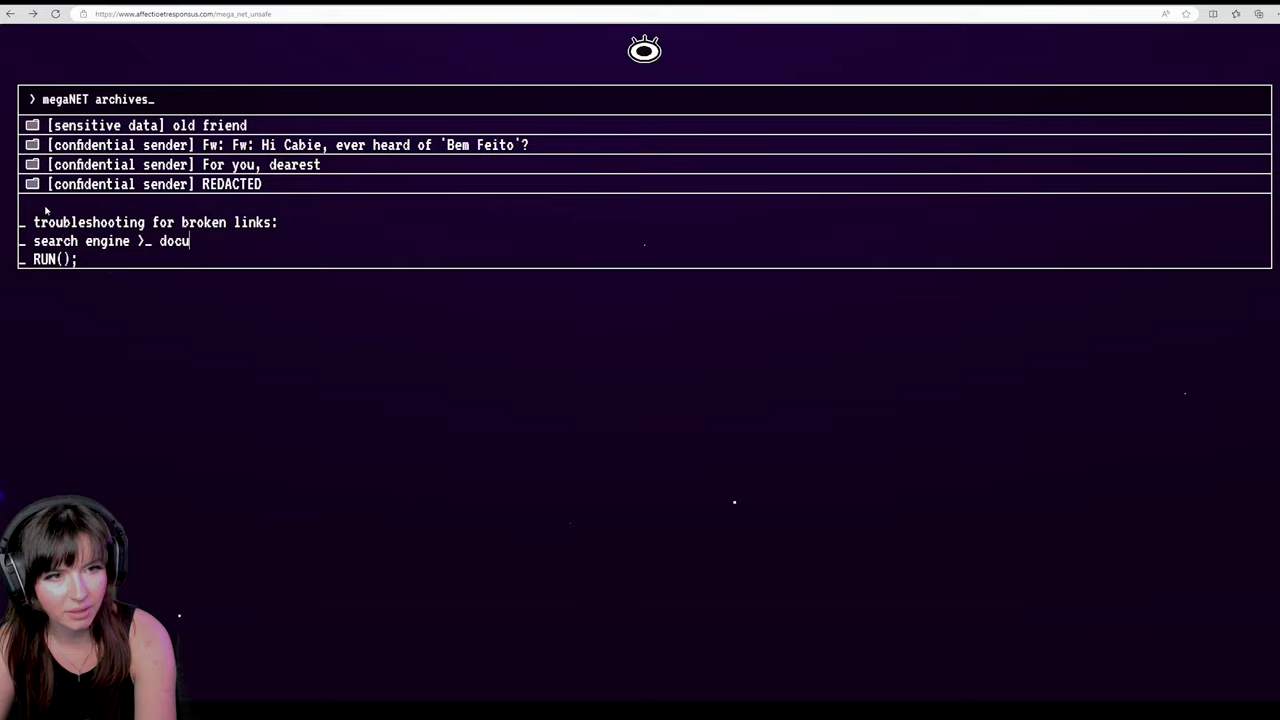 https://www.affectioetresponsus.com/mega_net_unsafe
❯ megaNET archives_
[sensitive data] old friend
[confidential sender] Fw: Fw: Hi Cabie, ever heard of 'Bem Feito'?
[confidential sender] For you, dearest
[confidential sender] REDACTED
_ troubleshooting for broken links:
_ search engine ❯_ docu
_ RUN();